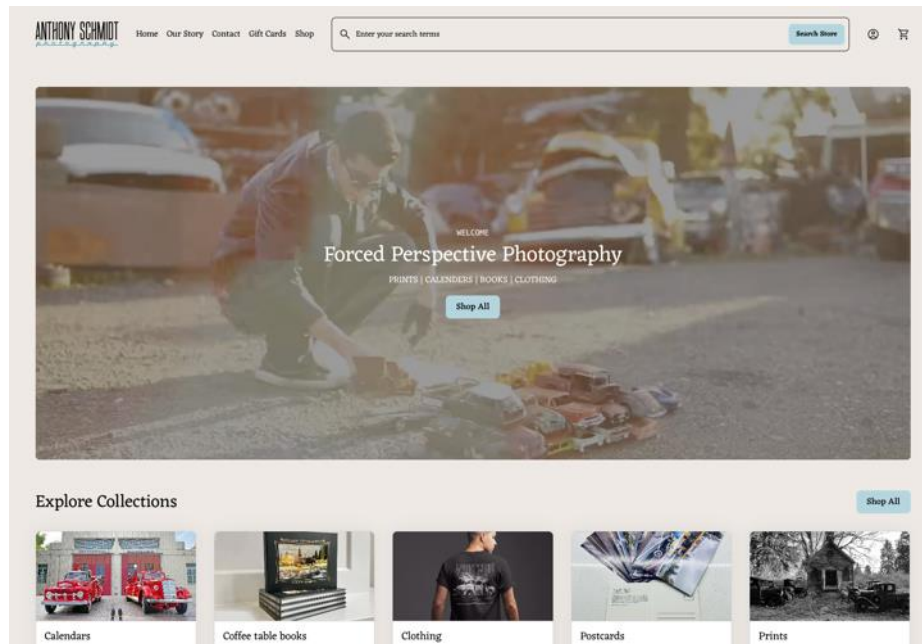 ANTHONY SCHMIDT
photography
Home Our Story Contact Gift Cards Shop
Enter your search terms
Search Store
WELCOME
Forced Perspective Photography
PRINTS | CALENDERS | BOOKS | CLOTHING
Shop All
Explore Collections
Shop All
Calendars
Coffee table books
Clothing
Postcards
Prints